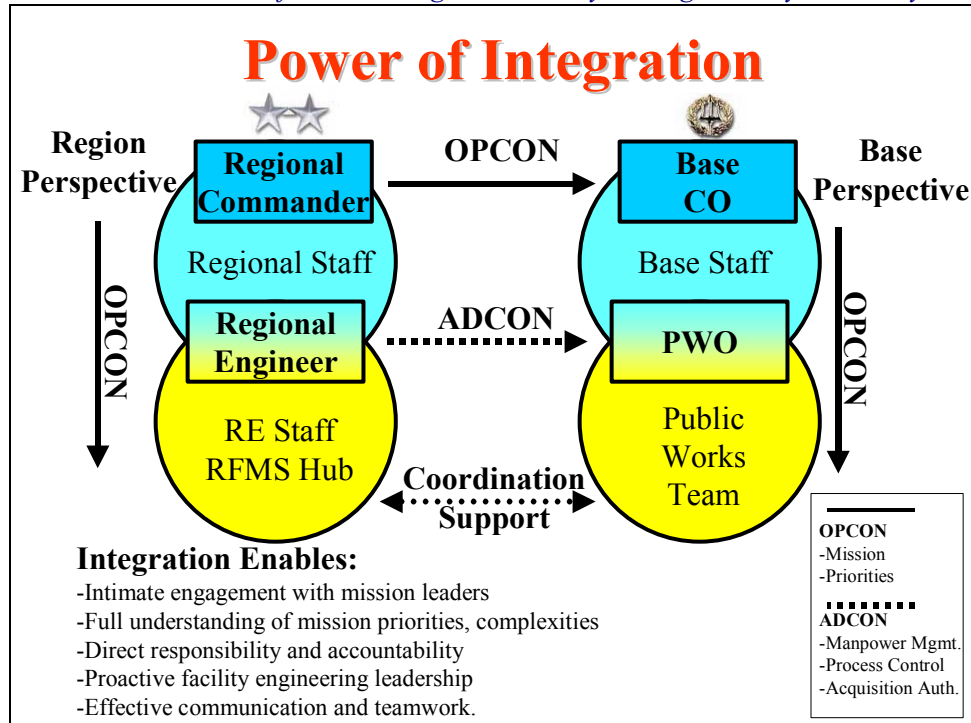 Power of Integration
Region
Perspective
Regional
Commander
OPCON
Base
CO
Base
Perspective
Regional Staff
Base Staff
OPCON
Regional
Engineer
ADCON
PWO
OPCON
RE Staff
RFMS Hub
Public
Works
Team
Coordination
Support
Integration Enables:
-Intimate engagement with mission leaders
-Full understanding of mission priorities, complexities
-Direct responsibility and accountability
-Proactive facility engineering leadership
-Effective communication and teamwork.
OPCON
-Mission
-Priorities
ADCON
-Manpower Mgmt.
-Process Control
-Acquisition Auth.